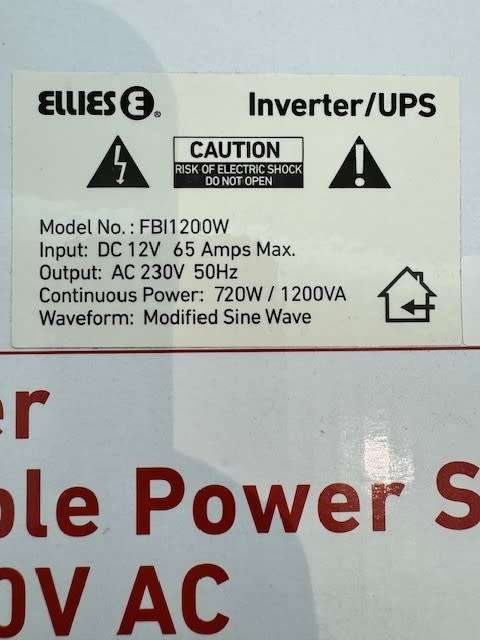 ELLIES E® Inverter/UPS
CAUTION
RISK OF ELECTRIC SHOCK
DO NOT OPEN
Model No. : FBI1200W
Input: DC 12V 65 Amps Max.
Output: AC 230V 50Hz
Continuous Power: 720W / 1200VA
Waveform: Modified Sine Wave
er
ble Power S
0V AC